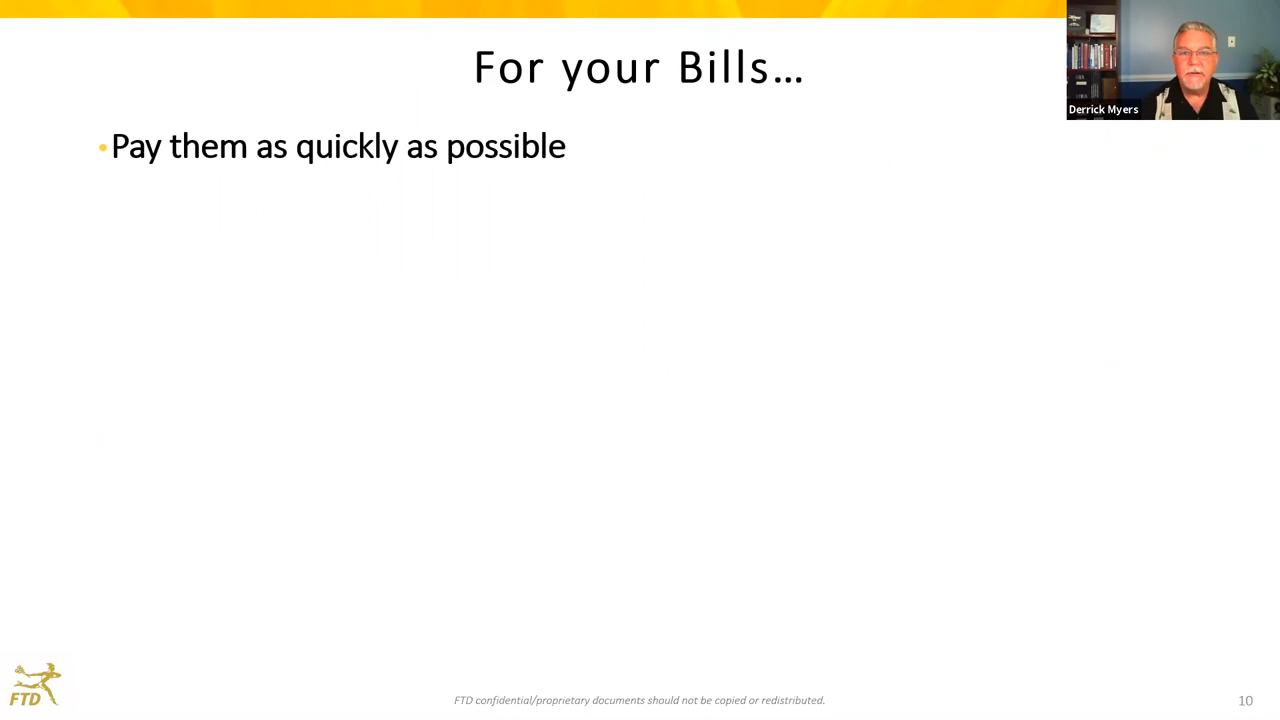 For your Bills…
Derrick Myers
•Pay them as quickly as possible
FTD
FTD confidential/proprietary documents should not be copied or redistributed.
10